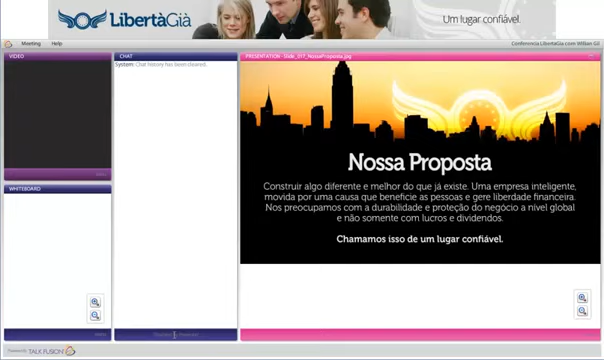 LibertàGià
Um lugar confiável.
Meeting Help
Conferencia LibertaGia com Willian Gil
VIDEO
CHAT
PRESENTATION - Slide_017_NossaProposta.jpg
System: Chat history has been cleared.
Nossa Proposta
Construir algo diferente e melhor do que já existe. Uma empresa inteligente,
movida por uma causa que beneficie as pessoas e gere liberdade financeira.
Nos preocupamos com a durabilidade e proteção do negócio a nível global
e não somente com lucros e dividendos.
Chamamos isso de um lugar confiável.
WHITEBOARD
Powered by TALK FUSION